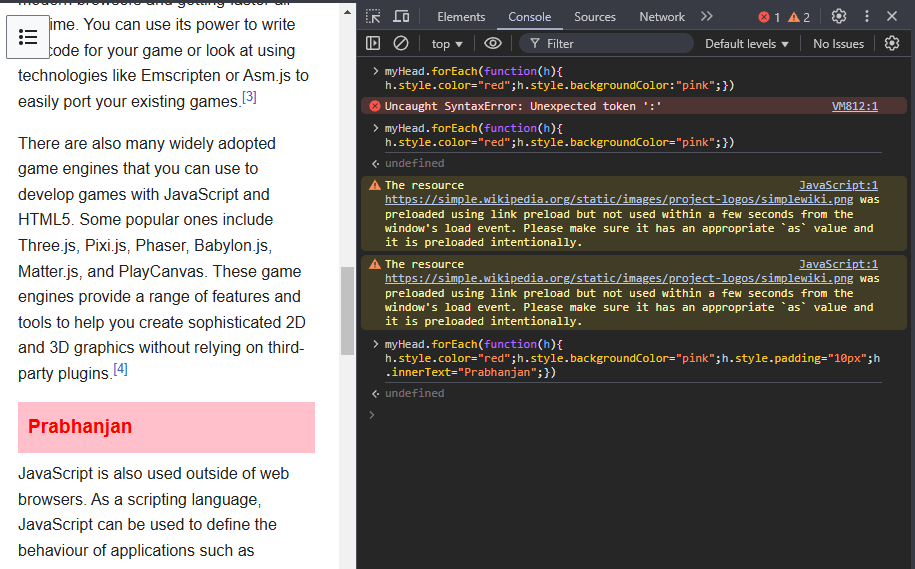 time. You can use its power to write
code for your game or look at using
technologies like Emscripten or Asm.js to
easily port your existing games.[3]
There are also many widely adopted
game engines that you can use to
develop games with JavaScript and
HTML5. Some popular ones include
Three.js, Pixi.js, Phaser, Babylon.js,
Matter.js, and PlayCanvas. These game
engines provide a range of features and
tools to help you create sophisticated 2D
and 3D graphics without relying on third-
party plugins.[4]
Prabhanjan
JavaScript is also used outside of web
browsers. As a scripting language,
JavaScript can be used to define the
behaviour of applications such as
Elements Console Sources Network 1 2
top Filter Default levels No Issues
myHead.forEach(function(h){
h.style.color="red";h.style.backgroundColor:"pink";})
Uncaught SyntaxError: Unexpected token ':' VM812:1
myHead.forEach(function(h){
h.style.color="red";h.style.backgroundColor="pink";})
undefined
The resource JavaScript:1
https://simple.wikipedia.org/static/images/project-logos/simplewiki.png was
preloaded using link preload but not used within a few seconds from the
window's load event. Please make sure it has an appropriate `as` value and
it is preloaded intentionally.
The resource JavaScript:1
https://simple.wikipedia.org/static/images/project-logos/simplewiki.png was
preloaded using link preload but not used within a few seconds from the
window's load event. Please make sure it has an appropriate `as` value and
it is preloaded intentionally.
myHead.forEach(function(h){
h.style.color="red";h.style.backgroundColor="pink";h.style.padding="10px";h
.innerText="Prabhanjan";})
undefined